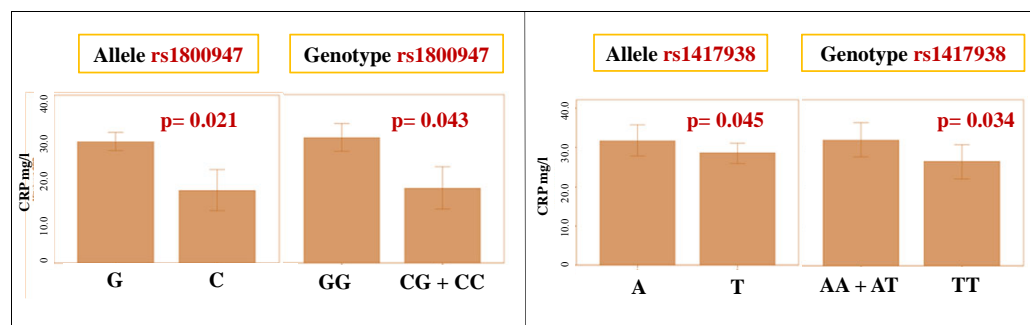 Allele rs1800947
Genotype rs1800947
Allele rs1417938
Genotype rs1417938
CRP mg/l
40.0
30.0
20.0
10.0
0
p= 0.021
p= 0.043
G
C
GG
CG + CC
CRP mg/l
40.0
30.0
20.0
10.0
0
p= 0.045
p= 0.034
A
T
AA + AT
TT